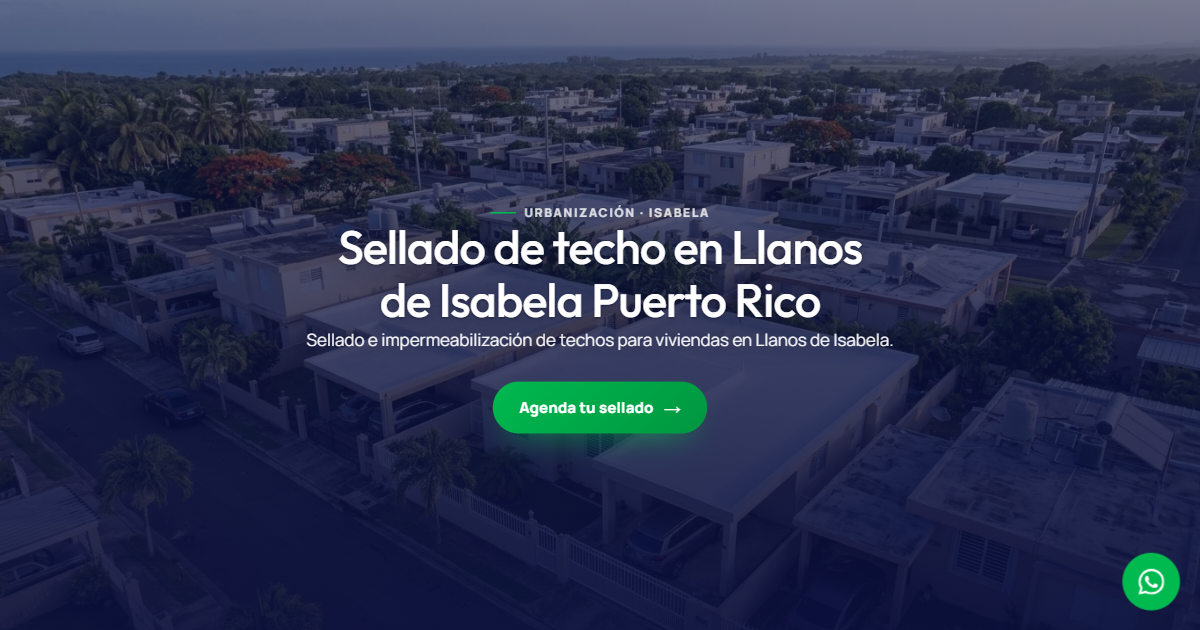 URBANIZACIÓN · ISABELA
Sellado de techo en Llanos
de Isabela Puerto Rico
Sellado e impermeabilización de techos para viviendas en Llanos de Isabela.
Agenda tu sellado →